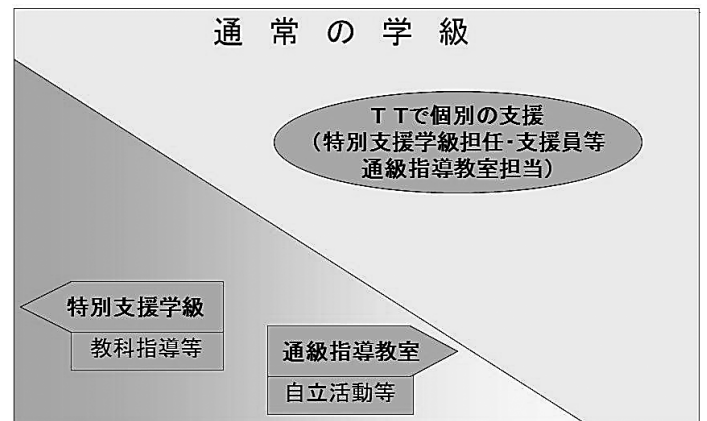 通常の学級
TTで個別の支援
(特別支援学級担任・支援員等
通級指導教室担当)
特別支援学級
教科指導等
通級指導教室
自立活動等